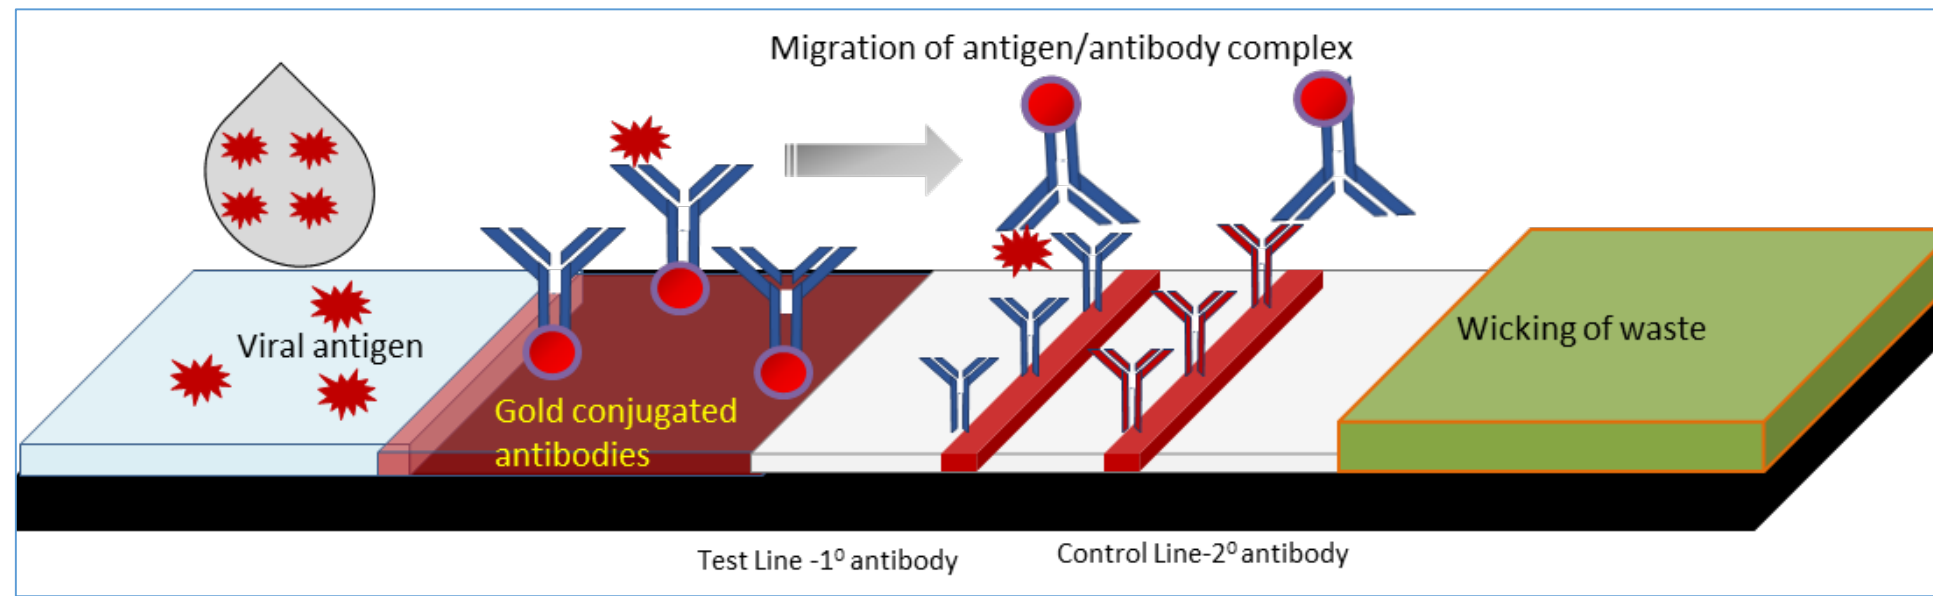 Migration of antigen/antibody complex
Viral antigen
Gold conjugated
antibodies
Wicking of waste
Test Line -1⁰ antibody
Control Line-2⁰ antibody